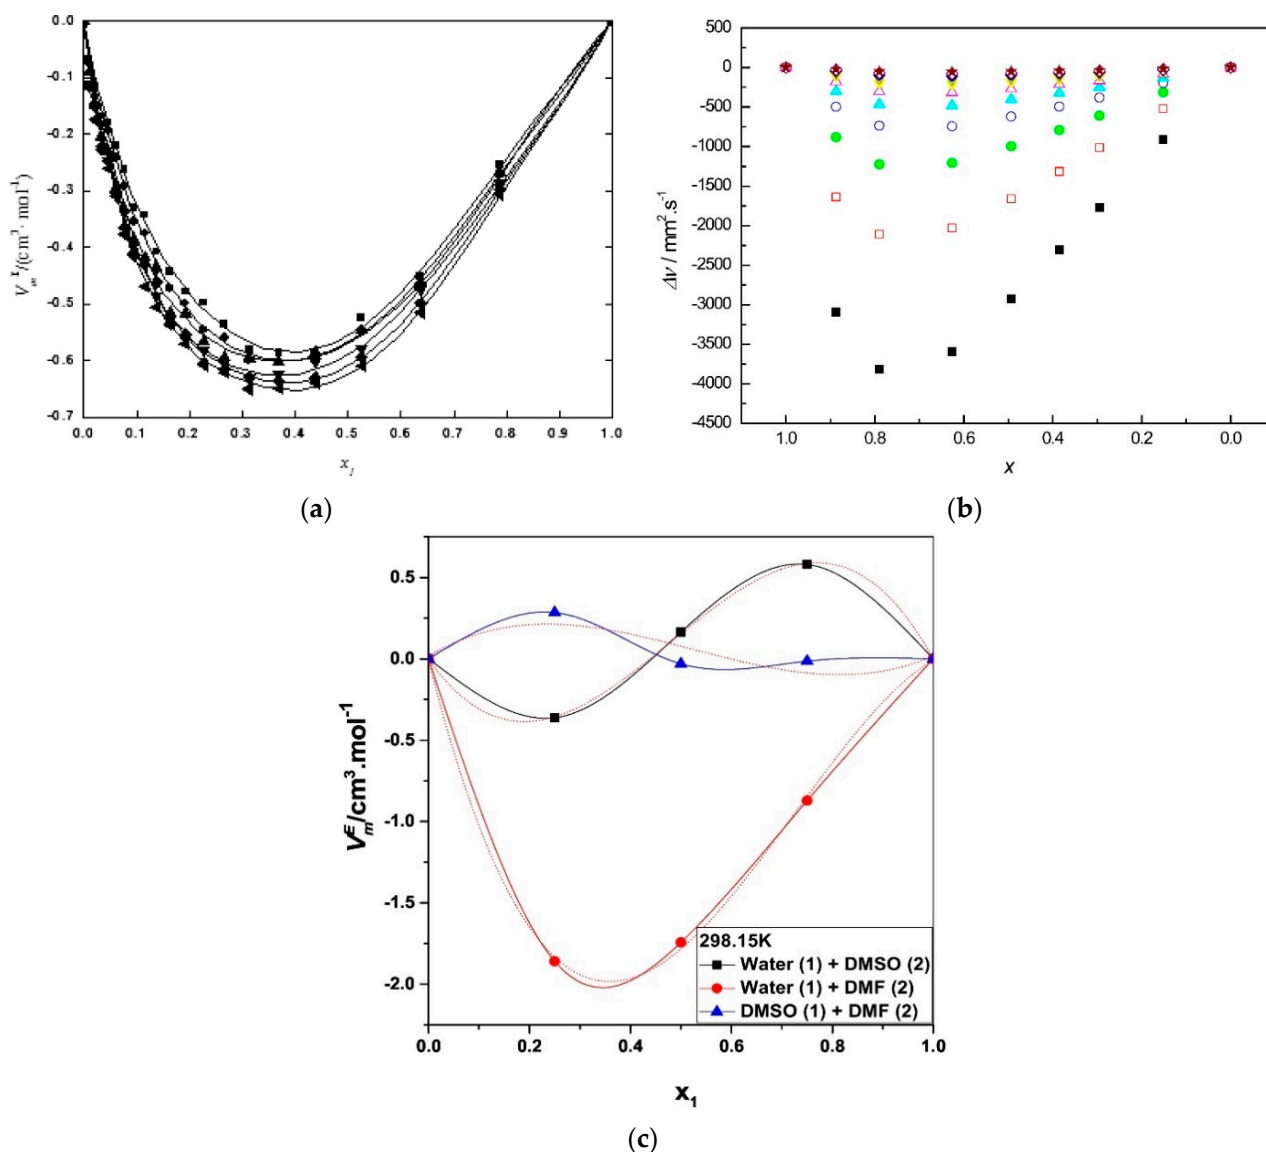 0.0
-0.1
-0.2
-0.3
-0.4
-0.5
-0.6
-0.7
/(cm³· mol⁻¹)
0.0 0.1 0.2 0.3 0.4 0.5 0.6 0.7 0.8 0.9 1.0
x₁
(a)
500
0
-500
-1000
-1500
-2000
-2500
-3000
-3500
-4000
-4500
Δν / mm².s⁻¹
1.0 0.8 0.6 0.4 0.2 0.0
x
(b)
0.5
0.0
-0.5
-1.0
-1.5
-2.0
Vₘᴱ/cm³.mol⁻¹
298.15K
Water (1) + DMSO (2)
Water (1) + DMF (2)
DMSO (1) + DMF (2)
0.0 0.2 0.4 0.6 0.8 1.0
x₁
(c)